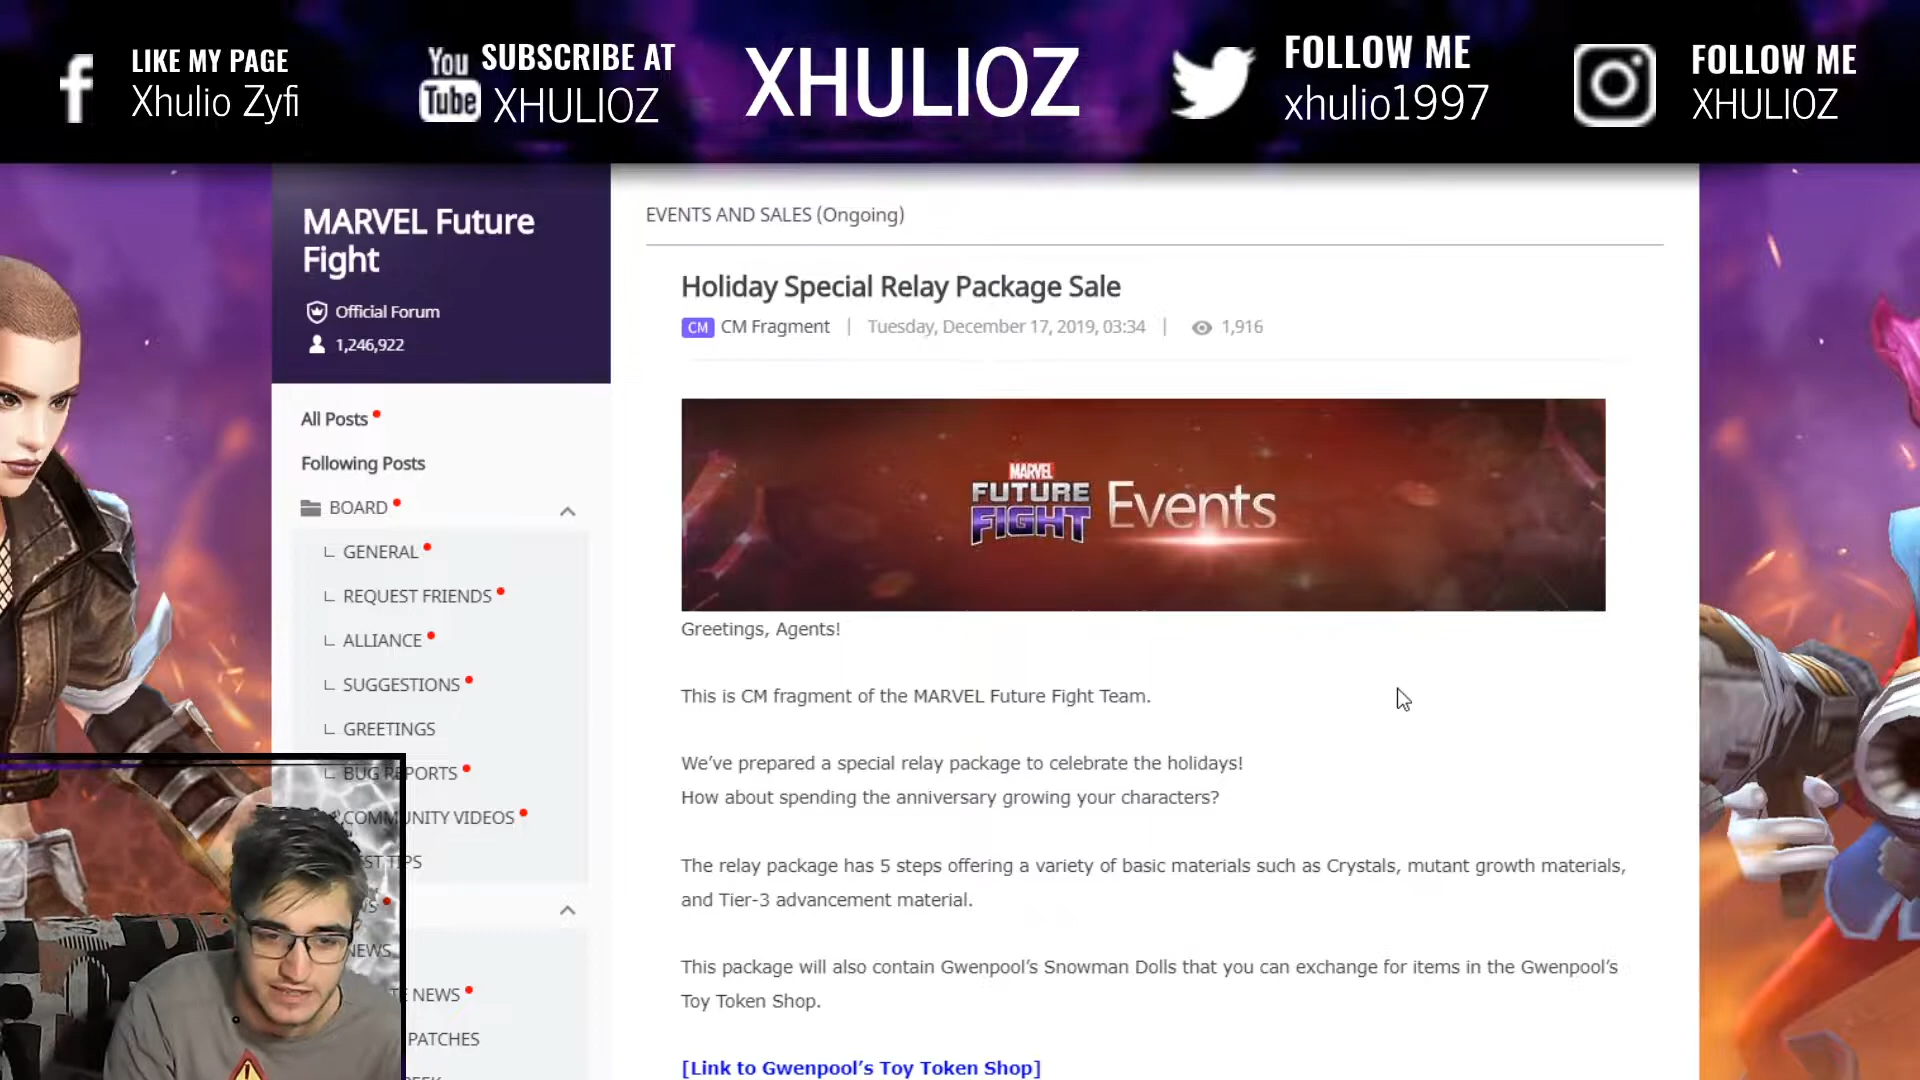 LIKE MY PAGE
Xhulio Zyfi
You
Tube
SUBSCRIBE AT
XHULIOZ
XHULIOZ
FOLLOW ME
xhulio1997
FOLLOW ME
XHULIOZ
MARVEL Future
Fight
Official Forum
1,246,922
All Posts
Following Posts
BOARD
GENERAL
REQUEST FRIENDS
ALLIANCE
SUGGESTIONS
GREETINGS
BUG REPORTS
COMMUNITY VIDEOS
TIPS
NEWS
NEWS
PATCHES
EVENTS AND SALES (Ongoing)
Holiday Special Relay Package Sale
CM CM Fragment | Tuesday, December 17, 2019, 03:34 | 1,916
MARVEL
FUTURE
FIGHT
Events
Greetings, Agents!
This is CM fragment of the MARVEL Future Fight Team.
We've prepared a special relay package to celebrate the holidays!
How about spending the anniversary growing your characters?
The relay package has 5 steps offering a variety of basic materials such as Crystals, mutant growth materials,
and Tier-3 advancement material.
This package will also contain Gwenpool's Snowman Dolls that you can exchange for items in the Gwenpool's
Toy Token Shop.
[Link to Gwenpool's Toy Token Shop]